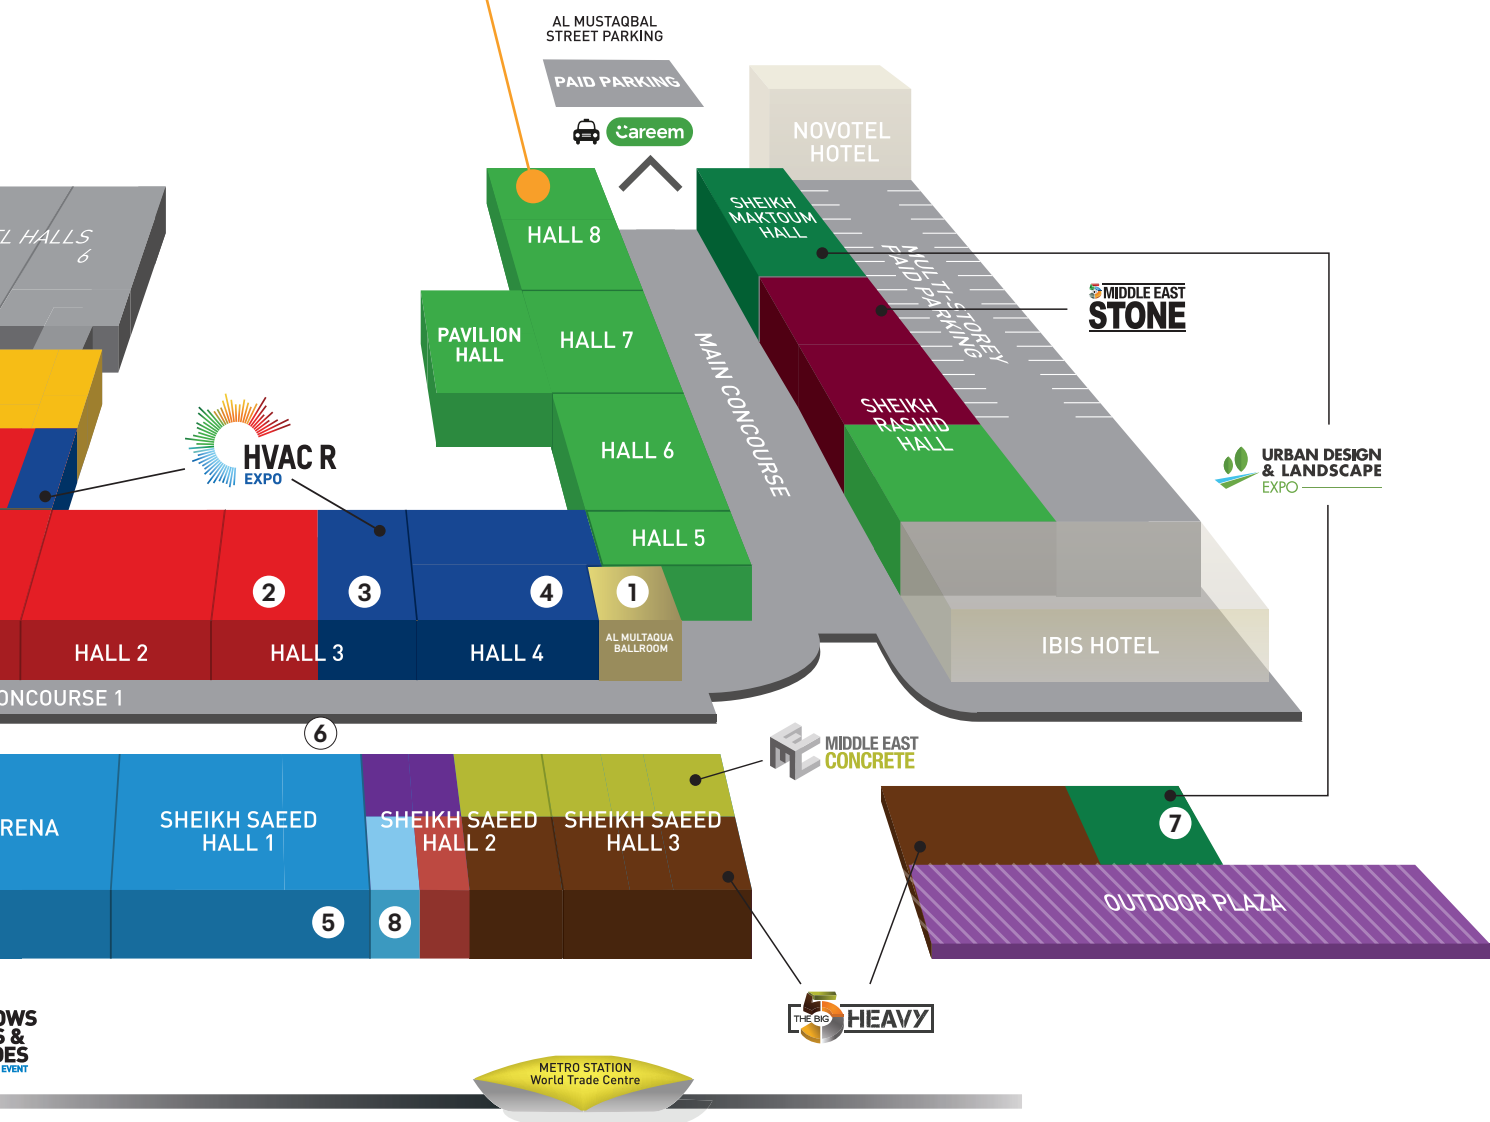 AL MUSTAQBAL
STREET PARKING
PAID PARKING
Careem
NOVOTEL
HOTEL
SHEIKH
MAKTOUM
HALL
HALLS
6
HALL 8
MULTI-STOREY
PAID PARKING
MIDDLE EAST
STONE
PAVILION
HALL
HALL 7
MAIN CONCOURSE
SHEIKH
RASHID
HALL
HVAC R
EXPO
HALL 6
URBAN DESIGN
& LANDSCAPE
EXPO
HALL 5
2
3
4
1
HALL 2
HALL 3
HALL 4
AL MULTAQUA
BALLROOM
IBIS HOTEL
ONCOURSE 1
6
MEC
MIDDLE EAST
CONCRETE
RENA
SHEIKH SAEED
HALL 1
SHEIKH SAEED
HALL 2
SHEIKH SAEED
HALL 3
7
5
8
OUTDOOR PLAZA
THE BIG 5 HEAVY
OWS
S &
DES
EVENT
METRO STATION
World Trade Centre